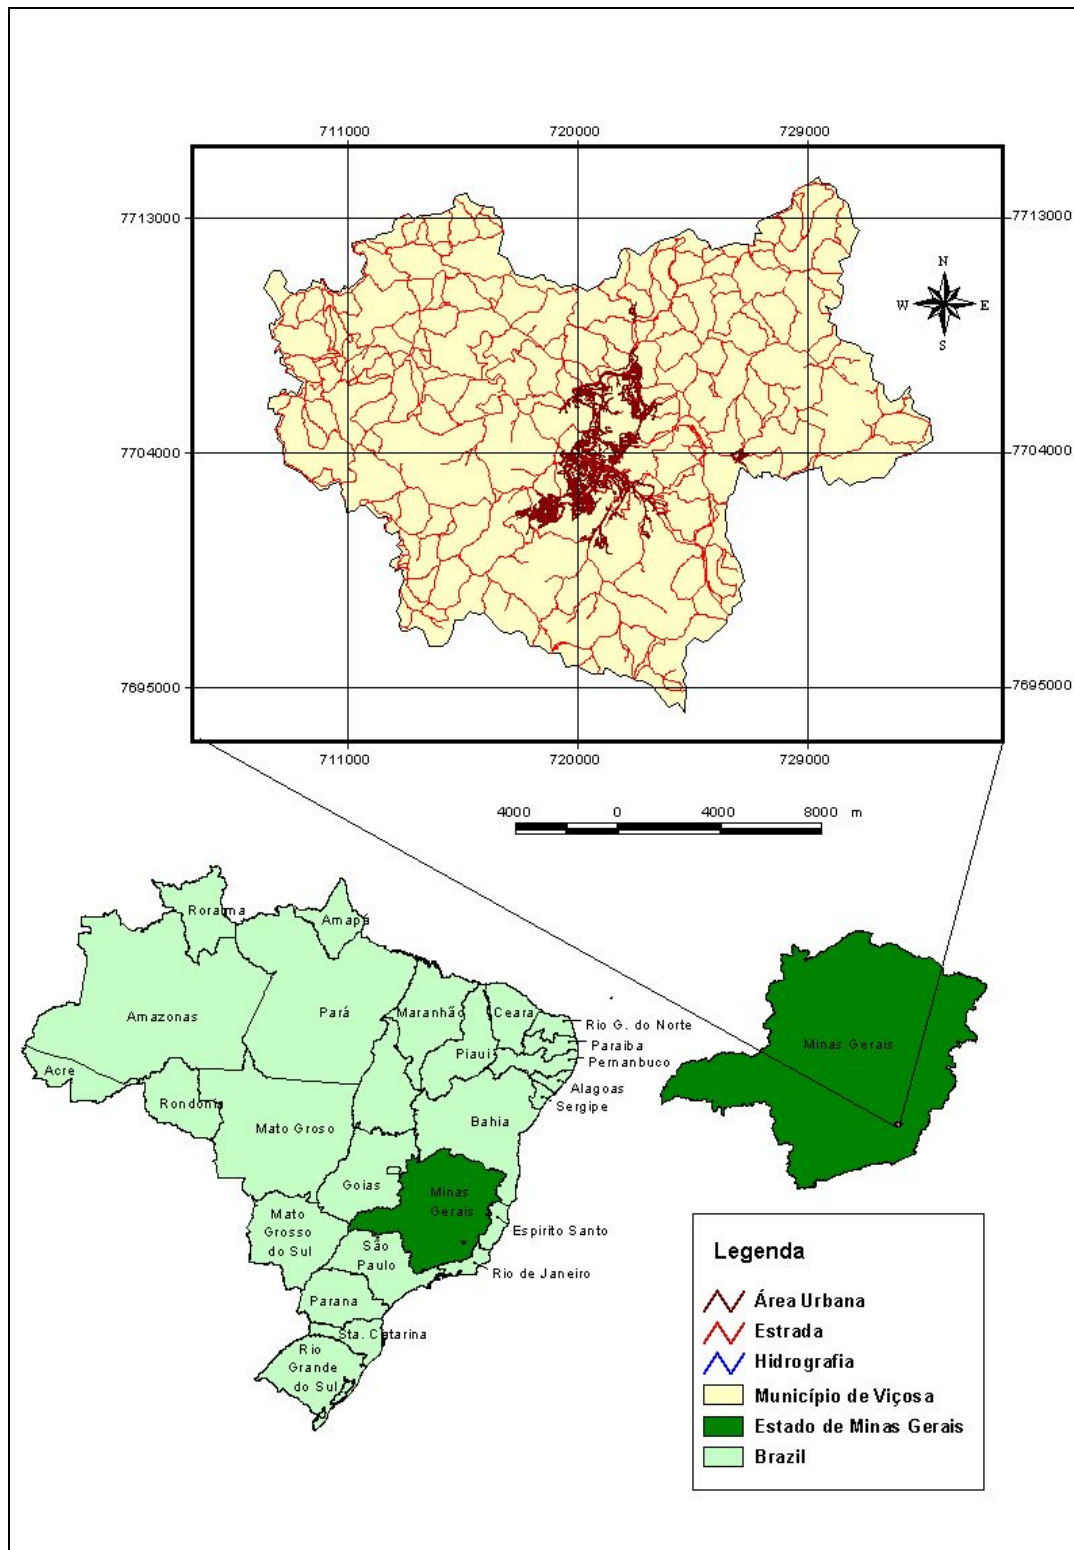 711000 720000 729000
7713000 7713000
N
W E
S
7704000 7704000
7695000 7695000
711000 720000 729000
4000 0 4000 8000 m
Roraima
Amapá
Amazonas
Pará
Maranhão
Ceara
Rio G. do Norte
Paraiba
Piaui
Pernambuco
Acre
Alagoas
Rondonia
Sergipe
Mato Groso
Bahia
Goias
Minas
Gerais
Mato
Grosso
do Sul
Espirito Santo
São
Paulo
Rio de Janeiro
Parana
Sta. Catarina
Rio
Grande
do Sul
Minas Gerais
Legenda
Área Urbana
Estrada
Hidrografia
Município de Viçosa
Estado de Minas Gerais
Brazil